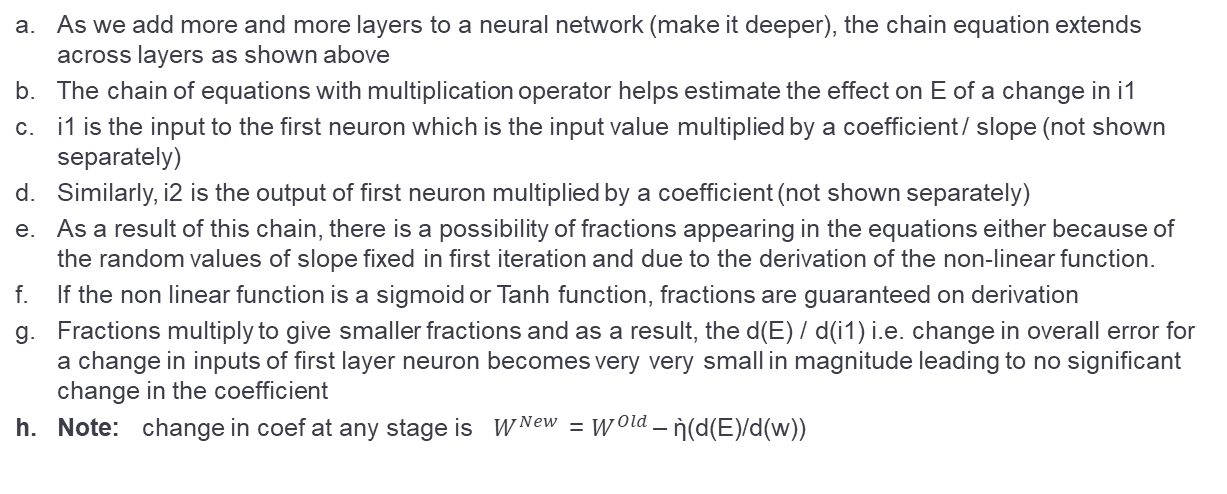 a. As we add more and more layers to a neural network (make it deeper), the chain equation extends
across layers as shown above
b. The chain of equations with multiplication operator helps estimate the effect on E of a change in i1
c. i1 is the input to the first neuron which is the input value multiplied by a coefficient / slope (not shown
separately)
d. Similarly, i2 is the output of first neuron multiplied by a coefficient (not shown separately)
e. As a result of this chain, there is a possibility of fractions appearing in the equations either because of
the random values of slope fixed in first iteration and due to the derivation of the non-linear function.
f. If the non linear function is a sigmoid or Tanh function, fractions are guaranteed on derivation
g. Fractions multiply to give smaller fractions and as a result, the d(E) / d(i1) i.e. change in overall error for
a change in inputs of first layer neuron becomes very very small in magnitude leading to no significant
change in the coefficient
h. Note: change in coef at any stage is W^New = W^Old – ὴ(d(E)/d(w))